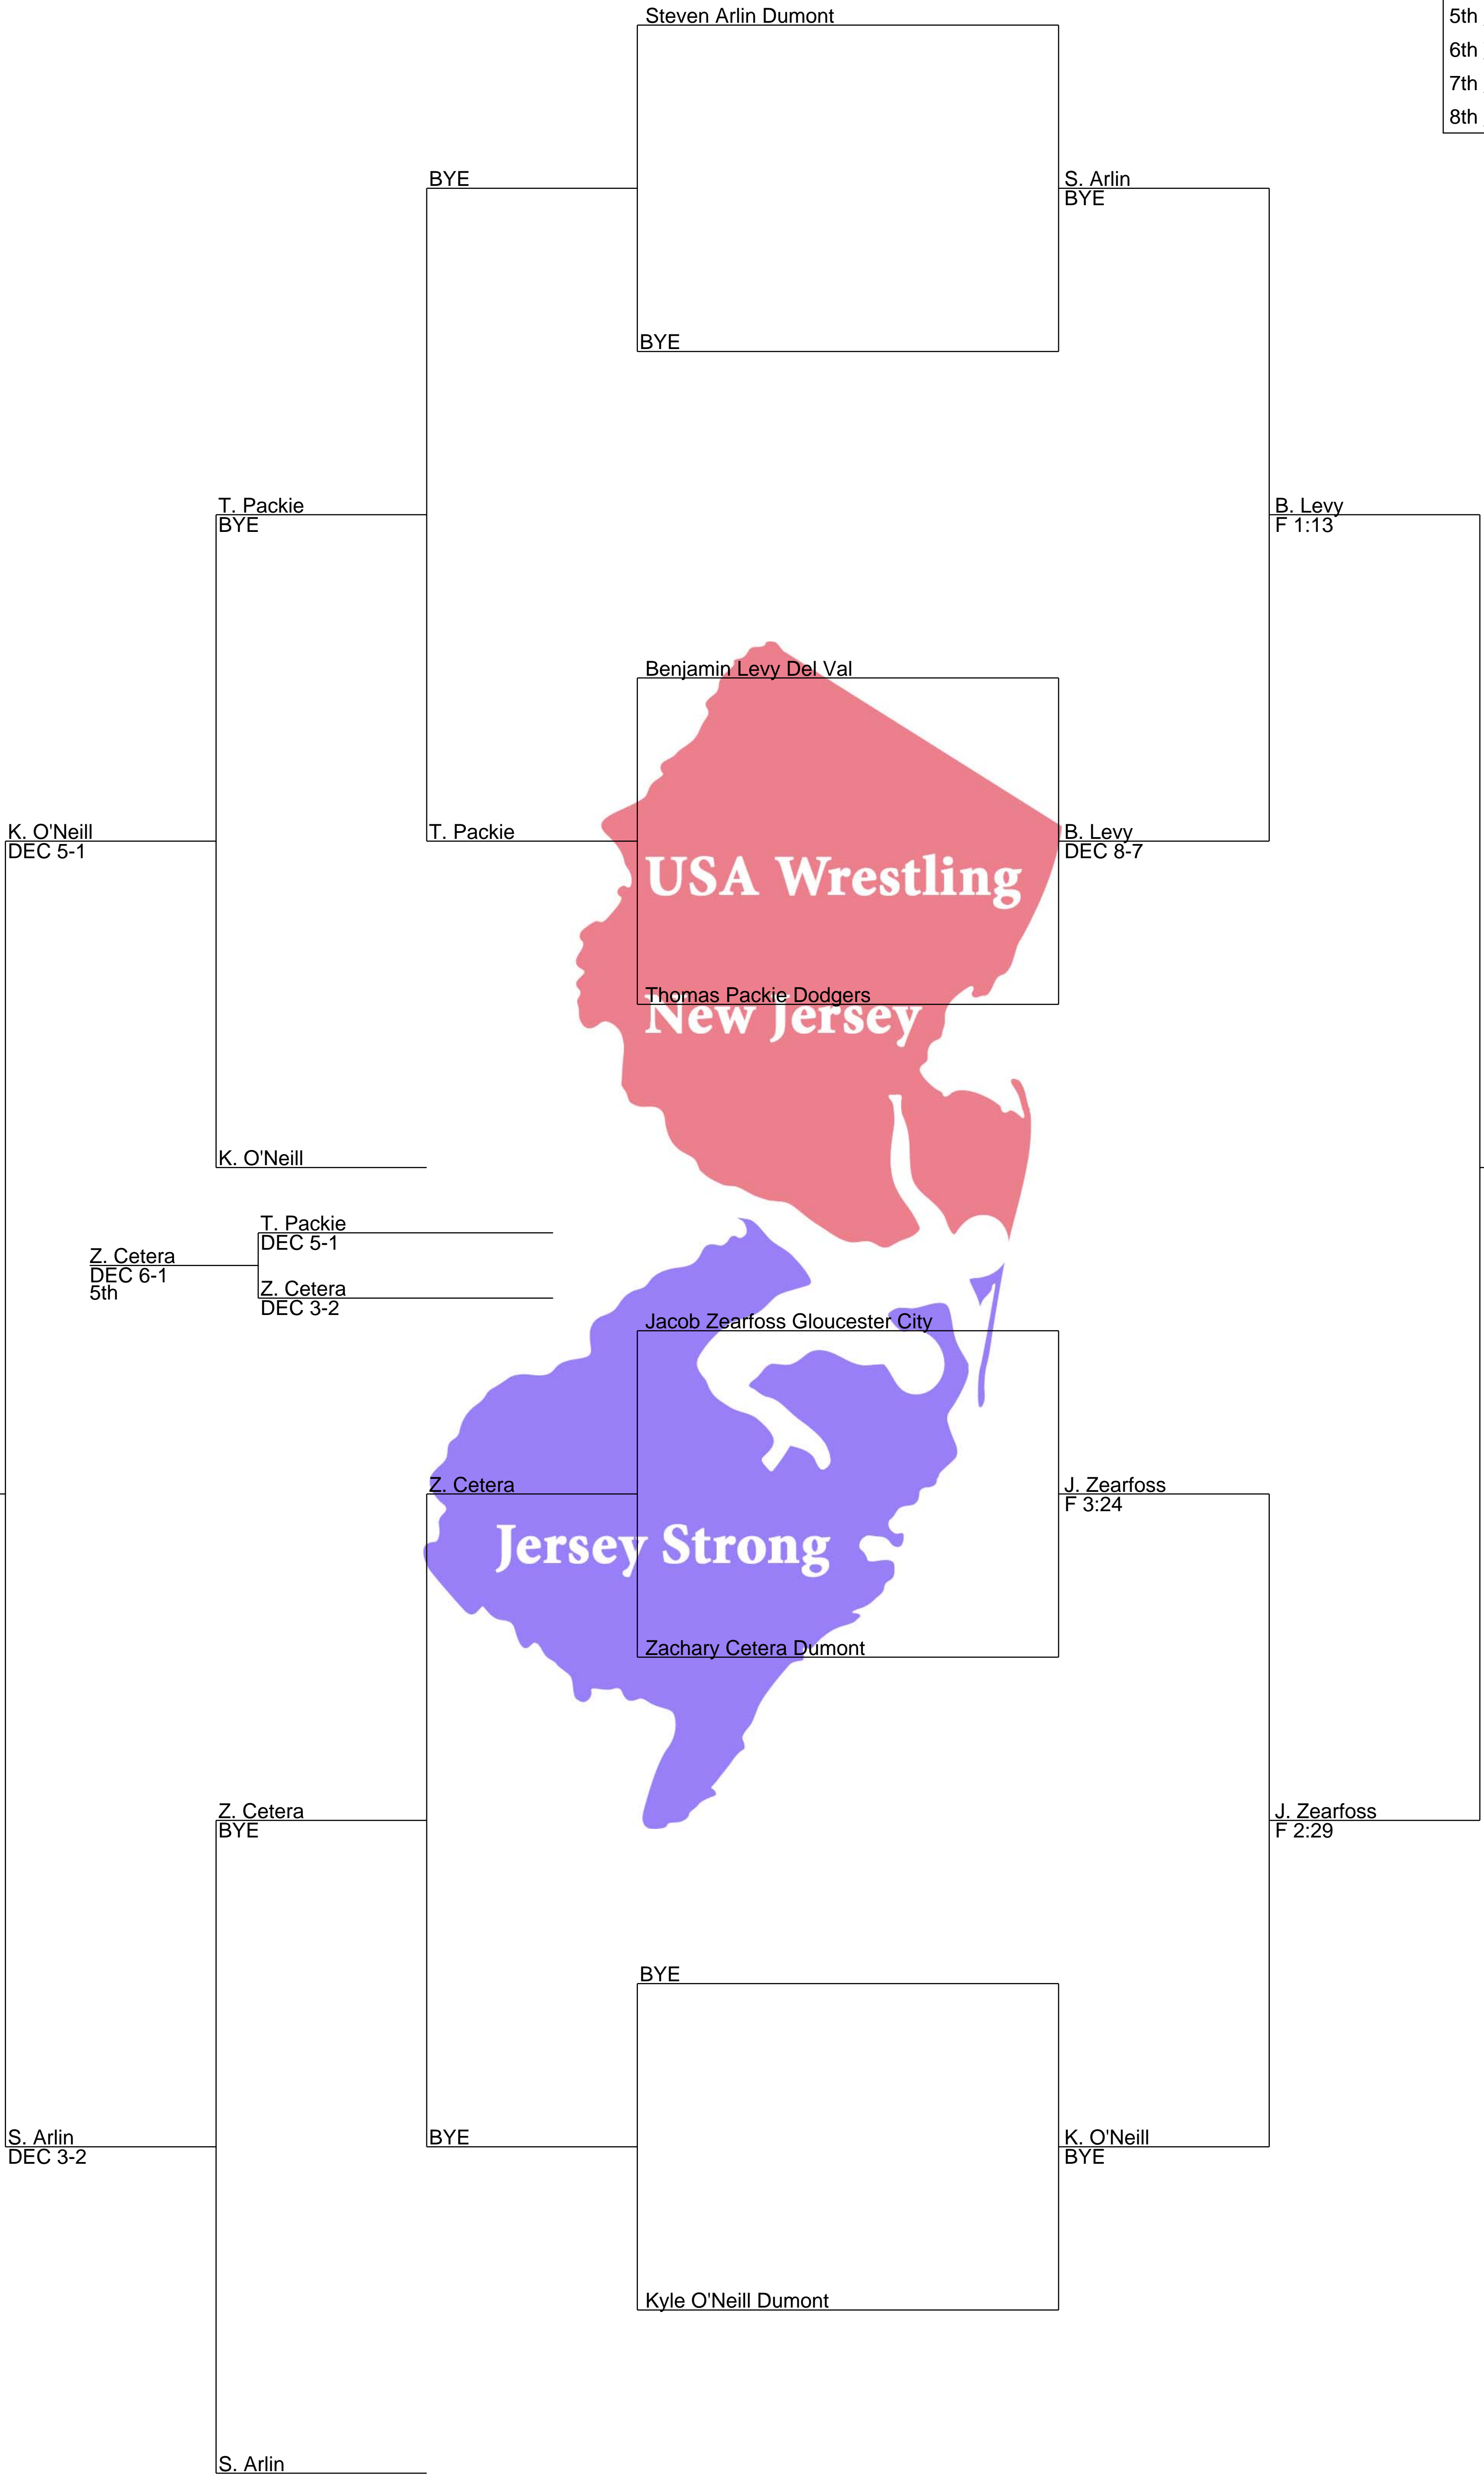 Steven Arlin Dumont
5th
6th
7th
8th
BYE
S. Arlin
BYE
BYE
T. Packie
BYE
B. Levy
F 1:13
Benjamin Levy Del Val
K. O'Neill
DEC 5-1
T. Packie
B. Levy
DEC 8-7
USA Wrestling
Thomas Packie Dodgers
New Jersey
K. O'Neill
T. Packie
DEC 5-1
Z. Cetera
DEC 6-1
5th
Z. Cetera
DEC 3-2
Jacob Zearfoss Gloucester City
Z. Cetera
J. Zearfoss
F 3:24
Jersey Strong
Zachary Cetera Dumont
Z. Cetera
BYE
J. Zearfoss
F 2:29
BYE
S. Arlin
DEC 3-2
BYE
K. O'Neill
BYE
Kyle O'Neill Dumont
S. Arlin